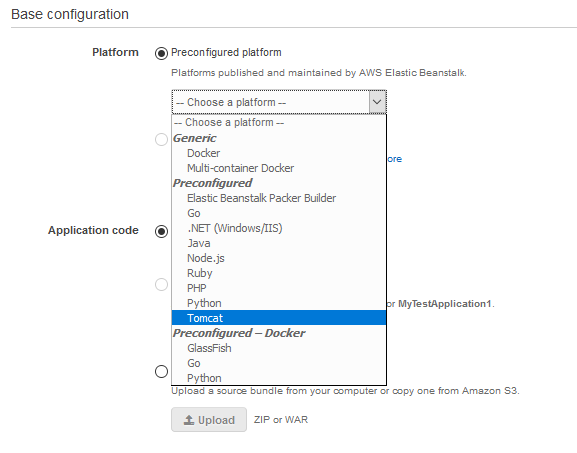 Base configuration
Platform
Preconfigured platform
Platforms published and maintained by AWS Elastic Beanstalk.
-- Choose a platform --
-- Choose a platform --
Generic
Docker
Multi-container Docker
ore
Preconfigured
Elastic Beanstalk Packer Builder
Go
Application code
.NET (Windows/IIS)
Java
Node.js
Ruby
PHP
Python
or MyTestApplication1.
Tomcat
Preconfigured – Docker
GlassFish
Go
Python
Upload a source bundle from your computer or copy one from Amazon S3.
Upload ZIP or WAR